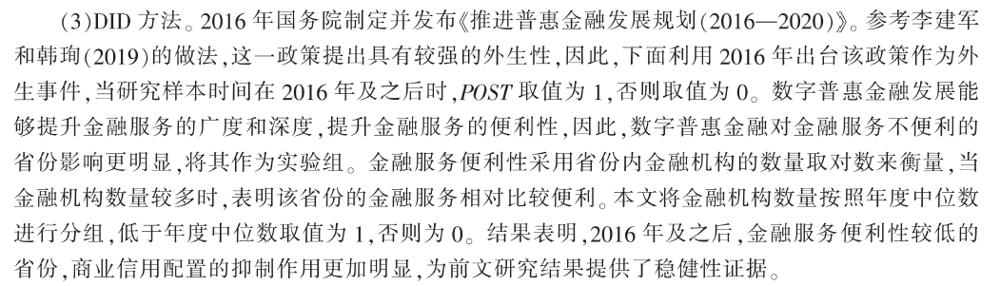 (3)DID 方法。2016 年国务院制定并发布《推进普惠金融发展规划(2016—2020)》。参考李建军
和韩珣(2019)的做法,这一政策提出具有较强的外生性,因此,下面利用 2016 年出台该政策作为外
生事件,当研究样本时间在 2016 年及之后时,POST 取值为 1,否则取值为 0。数字普惠金融发展能
够提升金融服务的广度和深度,提升金融服务的便利性,因此,数字普惠金融对金融服务不便利的
省份影响更明显,将其作为实验组。金融服务便利性采用省份内金融机构的数量取对数来衡量,当
金融机构数量较多时,表明该省份的金融服务相对比较便利。本文将金融机构数量按照年度中位数
进行分组,低于年度中位数取值为 1,否则为 0。结果表明,2016 年及之后,金融服务便利性较低的
省份,商业信用配置的抑制作用更加明显,为前文研究结果提供了稳健性证据。